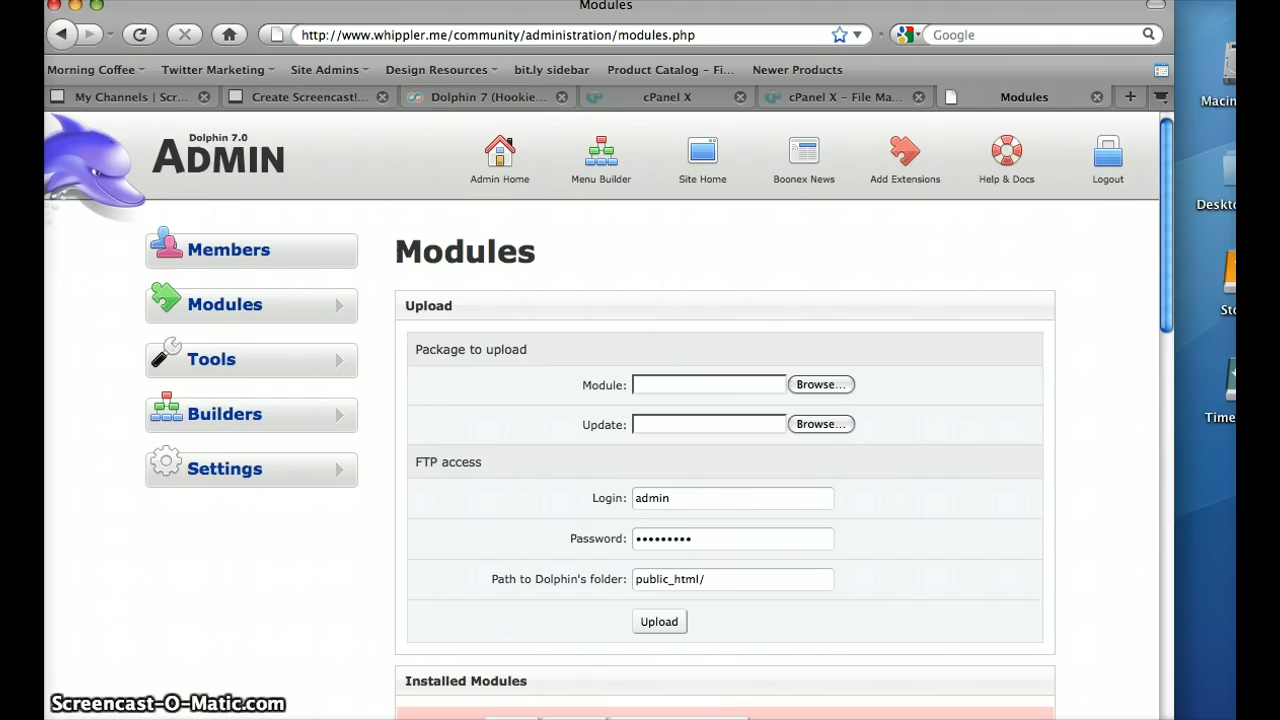 Modules
http://www.whippler.me/community/administration/modules.php
Google
Morning Coffee
Twitter Marketing
Site Admins
Design Resources
bit.ly sidebar
Product Catalog - Fi...
Newer Products
My Channels | Scr...
Create Screencast!...
Dolphin 7 (Hookie...
cPanel X
cPanel X - File Ma...
Modules
Macin
Dolphin 7.0
ADMIN
Admin Home
Menu Builder
Site Home
Boonex News
Add Extensions
Help & Docs
Logout
Deskto
Members
Modules
Tools
Builders
Settings
Modules
Upload
Package to upload
Module:
Browse...
Update:
Browse...
FTP access
Login:
admin
Password:
•••••••••
Path to Dolphin's folder:
public_html/
Upload
Installed Modules
Sto
Time
Screencast-O-Matic.com